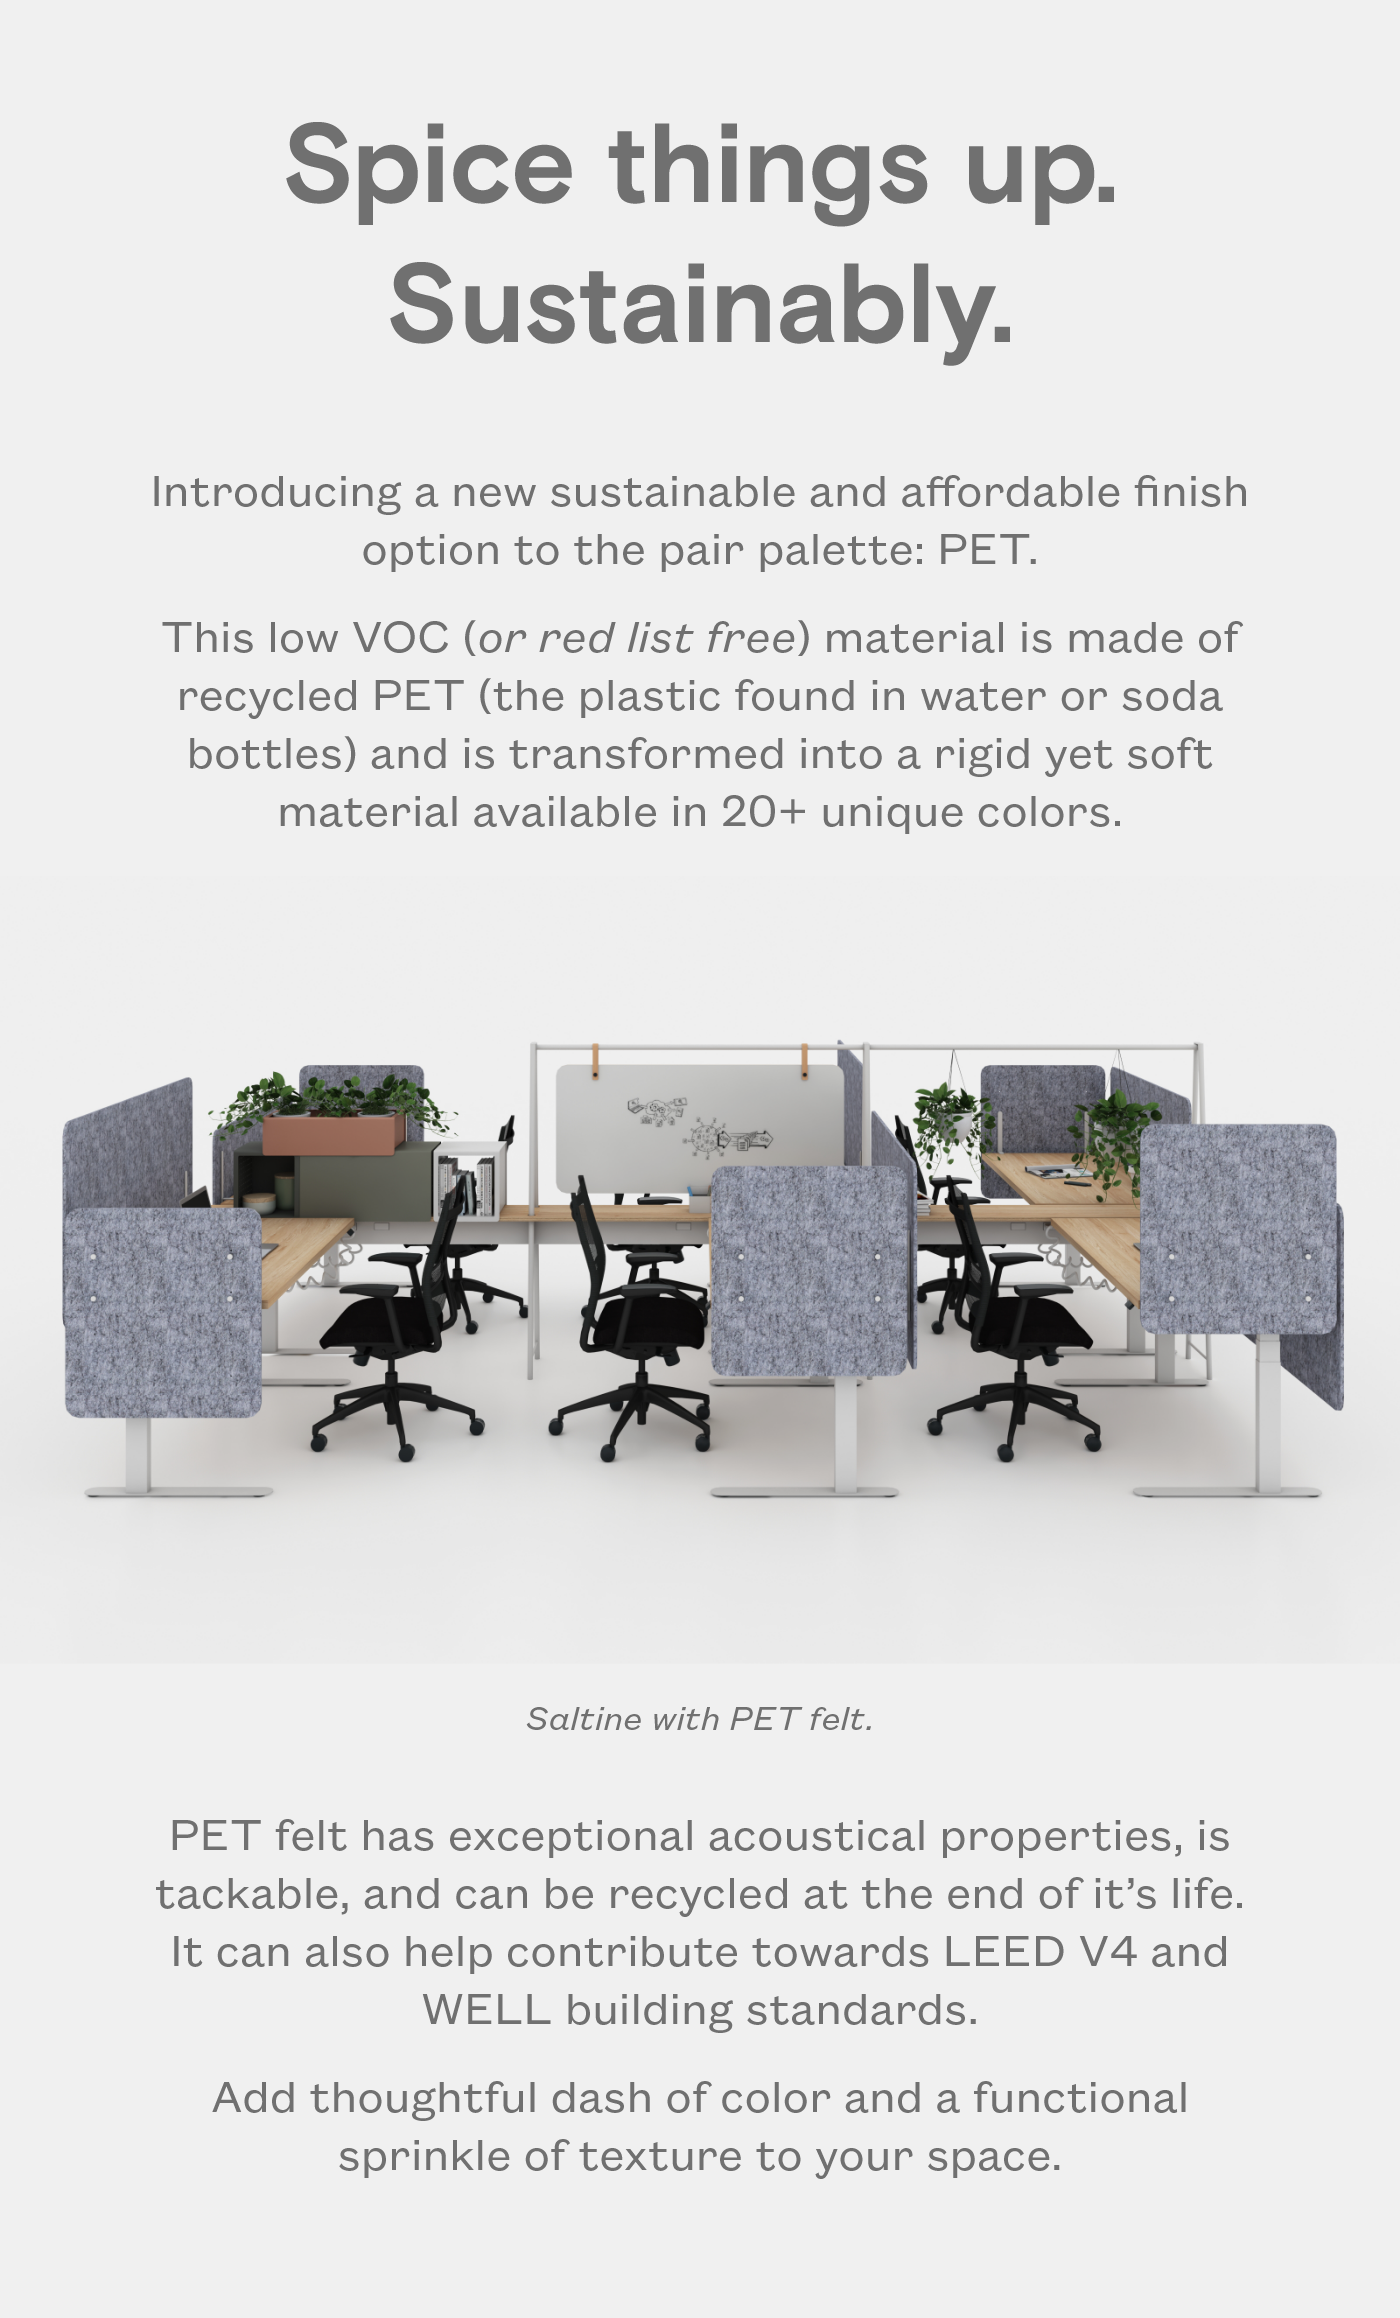 Spice things up.
Sustainably.
Introducing a new sustainable and affordable finish
option to the pair palette: PET.
This low VOC (or red list free) material is made of
recycled PET (the plastic found in water or soda
bottles) and is transformed into a rigid yet soft
material available in 20+ unique colors.
Saltine with PET felt.
PET felt has exceptional acoustical properties, is
tackable, and can be recycled at the end of it’s life.
It can also help contribute towards LEED V4 and
WELL building standards.
Add thoughtful dash of color and a functional
sprinkle of texture to your space.